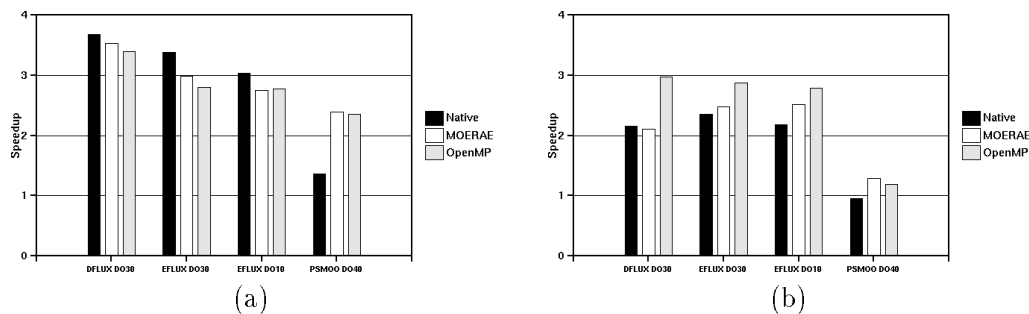 4
3
2
1
0
Speedup
DFLUX DO30
EFLUX DO30
EFLUX DO10
PSMOO DO40
Native
MOERAE
OpenMP
(a)
4
3
2
1
0
Speedup
DFLUX DO30
EFLUX DO30
EFLUX DO10
PSMOO DO40
Native
MOERAE
OpenMP
(b)